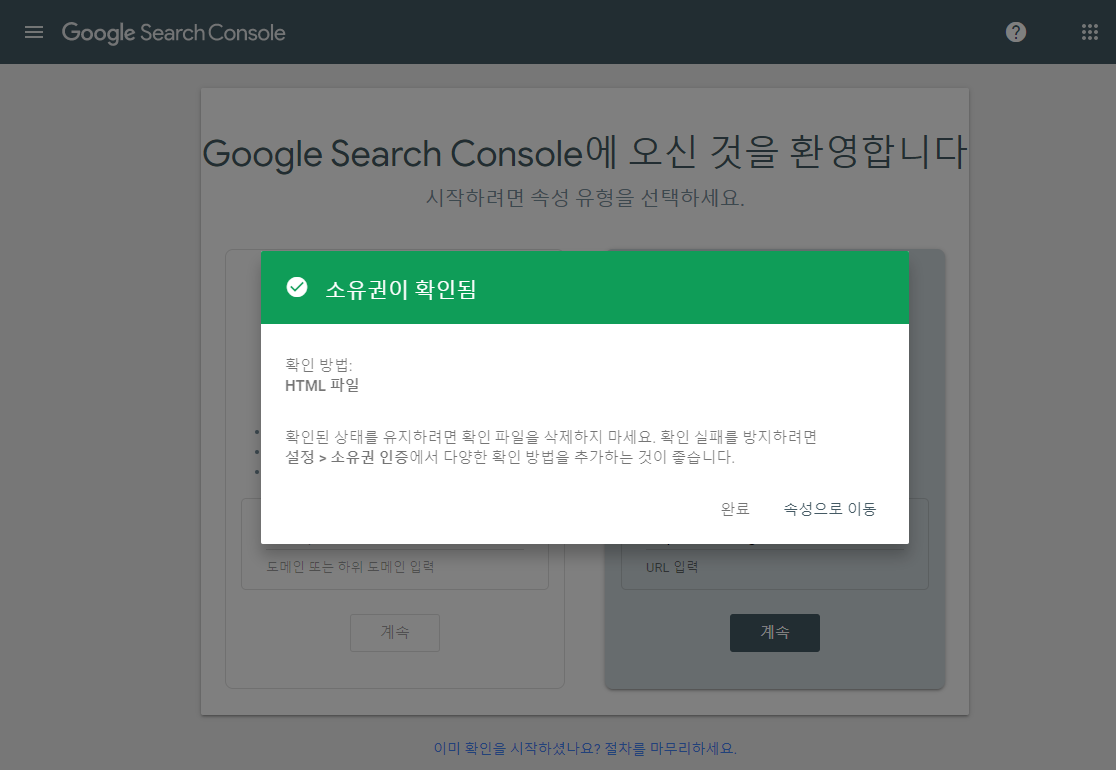 Google Search Console
Google Search Console에 오신 것을 환영합니다
시작하려면 속성 유형을 선택하세요.
소유권이 확인됨
확인 방법:
HTML 파일
확인된 상태를 유지하려면 확인 파일을 삭제하지 마세요. 확인 실패를 방지하려면
설정 > 소유권 인증에서 다양한 확인 방법을 추가하는 것이 좋습니다.
완료 속성으로 이동
도메인 또는 하위 도메인 입력
URL 입력
계속
계속
이미 확인을 시작하셨나요? 절차를 마무리하세요.